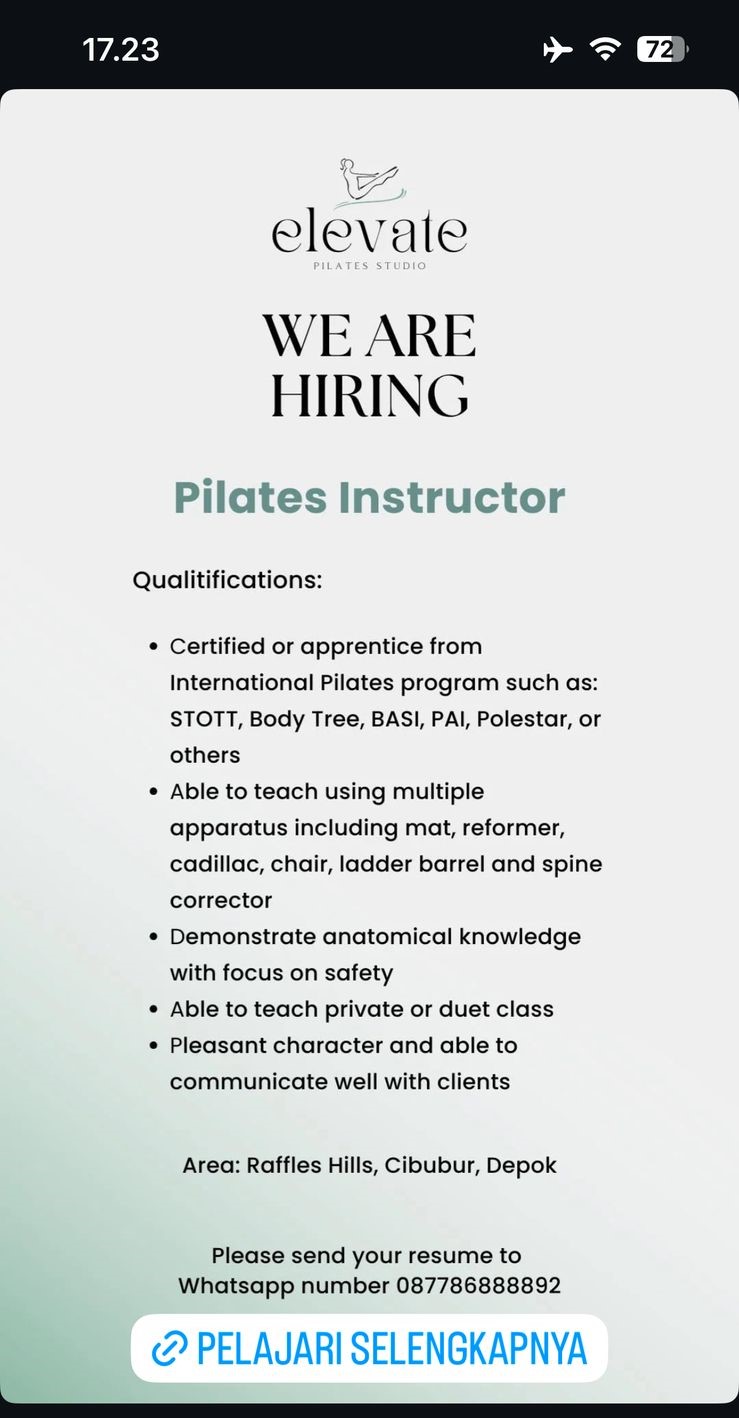 17.23
72
elevate
PILATES STUDIO
WE ARE
HIRING
Pilates Instructor
Qualitifications:
• Certified or apprentice from
International Pilates program such as:
STOTT, Body Tree, BASI, PAI, Polestar, or
others
• Able to teach using multiple
apparatus including mat, reformer,
cadillac, chair, ladder barrel and spine
corrector
• Demonstrate anatomical knowledge
with focus on safety
• Able to teach private or duet class
• Pleasant character and able to
communicate well with clients
Area: Raffles Hills, Cibubur, Depok
Please send your resume to
Whatsapp number 087786888892
PELAJARI SELENGKAPNYA